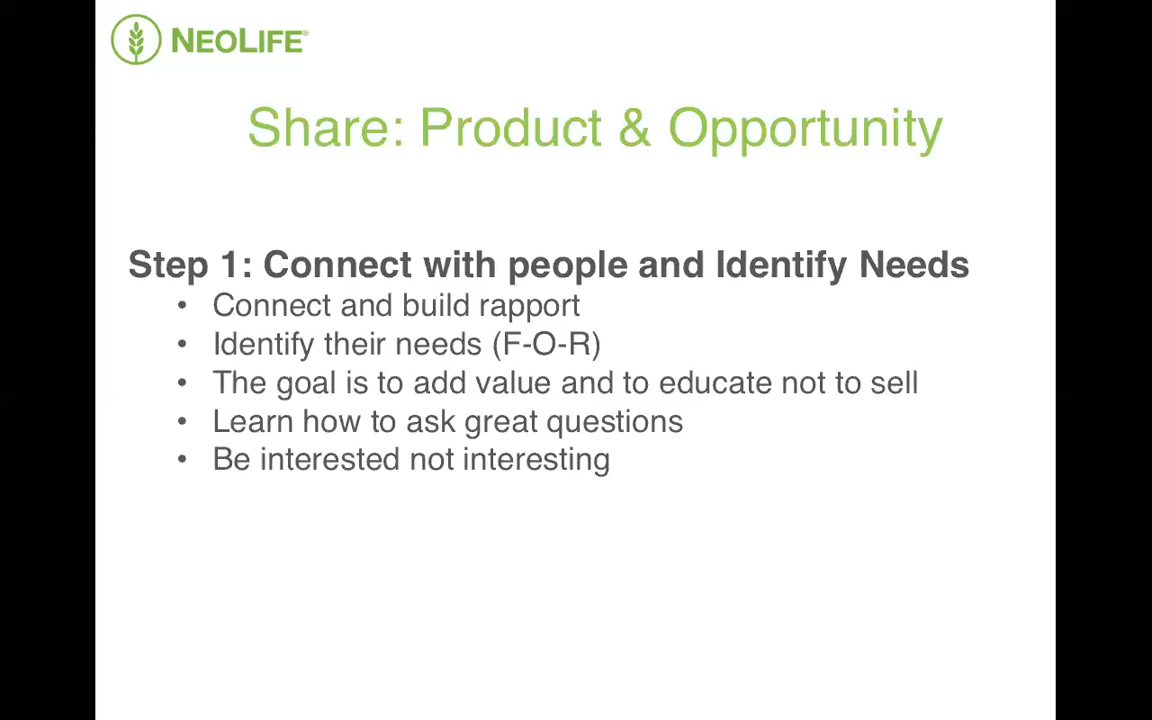 NEOLIFE®
Share: Product & Opportunity
Step 1: Connect with people and Identify Needs
• Connect and build rapport
• Identify their needs (F-O-R)
• The goal is to add value and to educate not to sell
• Learn how to ask great questions
• Be interested not interesting